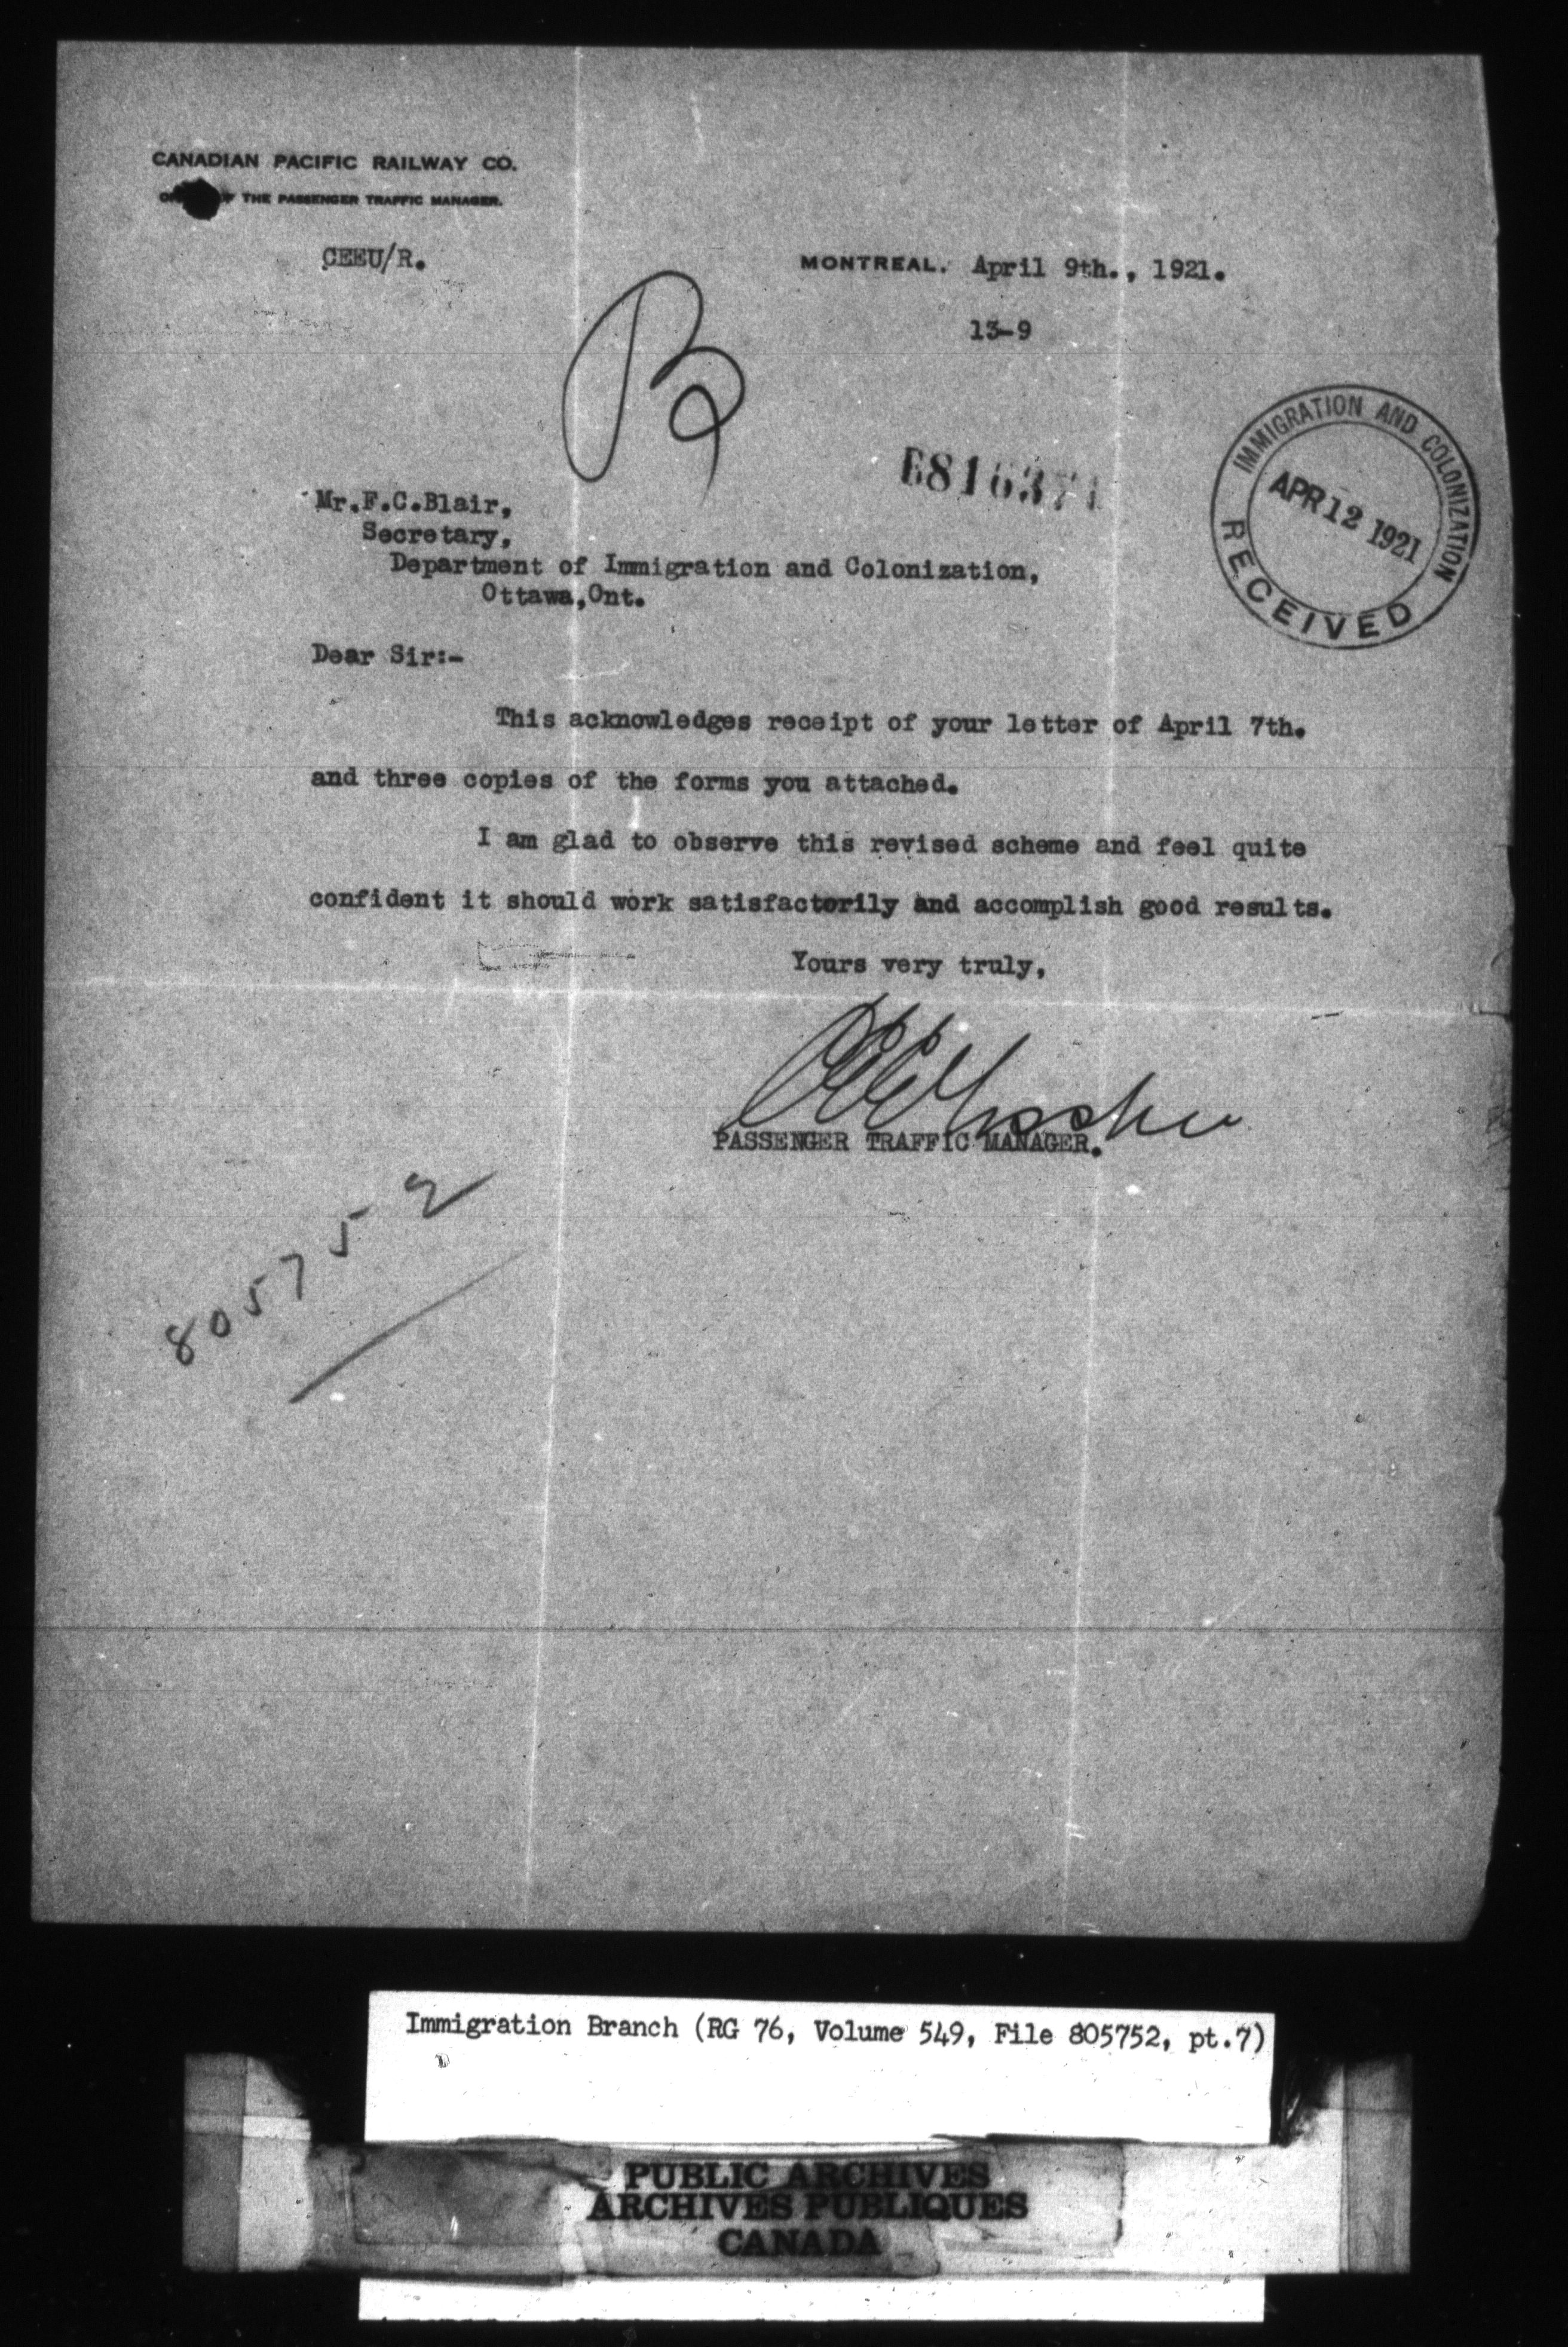 CANADIAN PACIFIC RAILWAY CO.
THE PASSENGER TRAFFIC MANAGER.
CEEU/R.
MONTREAL. April 9th., 1921.
13-9
B
IMMIGRATION AND COLONIZATION
APR 12 1921
RECEIVED
Mr.F.C.Blair,
Secretary,
Department of Immigration and Colonization,
Ottawa,Ont.
Dear Sir:-
This acknowledges receipt of your letter of April 7th.
and three copies of the forms you attached.
I am glad to observe this revised scheme and feel quite
confident it should work satisfactorily and accomplish good results.
Yours very truly,
PASSENGER TRAFFIC MANAGER.
805752
Immigration Branch (RG 76, Volume 549, File 805752, pt.7)
PUBLIC ARCHIVES
ARCHIVES PUBLIQUES
CANADA